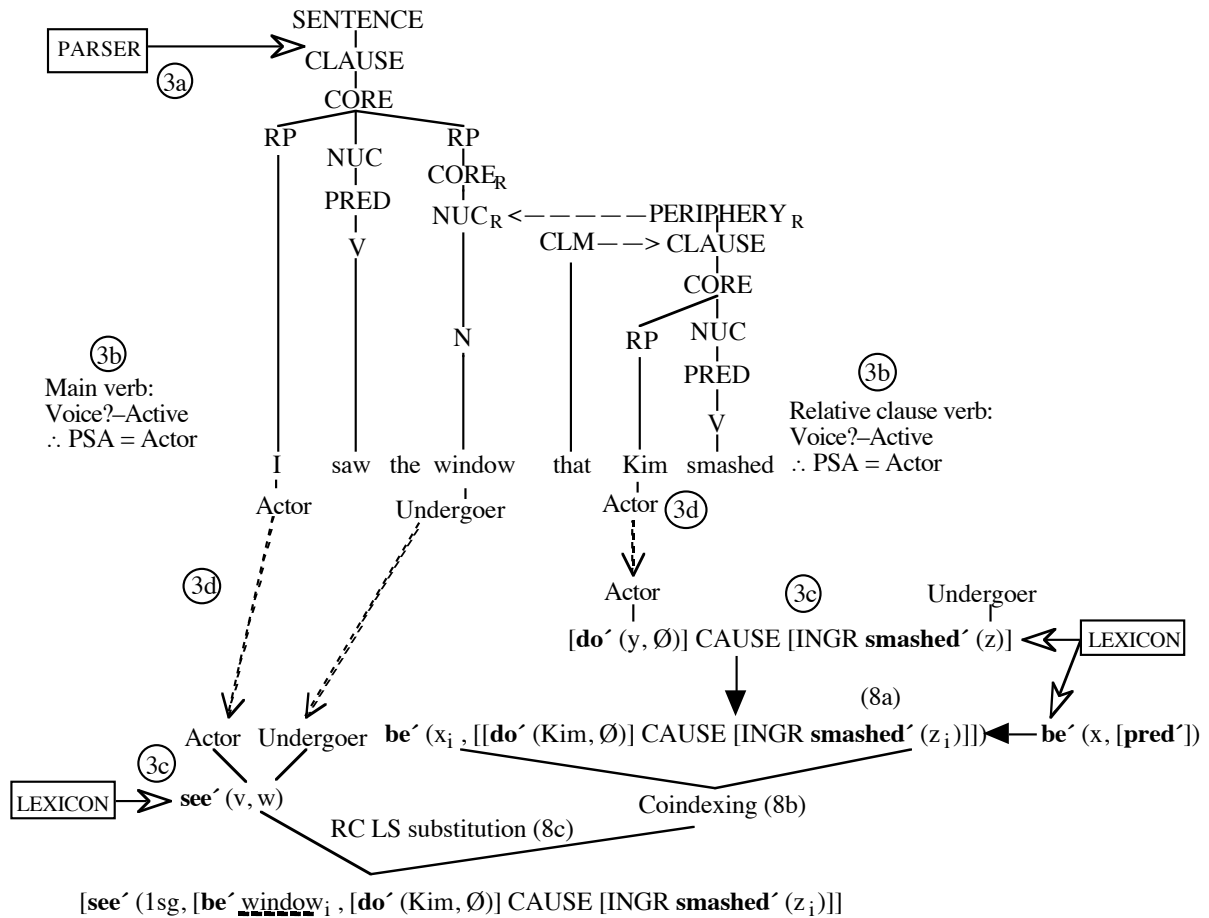 SENTENCE
PARSER
CLAUSE
3a
CORE
RP RP
NUC
CORE_R
PRED
NUC_R <– – – – –PERIPHERY_R
V CLM– –> CLAUSE
CORE
N RP NUC
3b
PRED
3b
Main verb:
Voice?–Active
∴ PSA = Actor
V
Relative clause verb:
Voice?–Active
∴ PSA = Actor
I saw the window that Kim smashed
Actor Undergoer Actor 3d
3d
Actor 3c Undergoer
[do´ (y, Ø)] CAUSE [INGR smashed´ (z)] LEXICON
(8a)
Actor Undergoer be´ (x_i , [[do´ (Kim, Ø)] CAUSE [INGR smashed´ (z_i)]]) be´ (x, [pred´])
3c
LEXICON see´ (v, w) Coindexing (8b)
RC LS substitution (8c)
[see´ (1sg, [be´ window_i , [do´ (Kim, Ø)] CAUSE [INGR smashed´ (z_i)]]